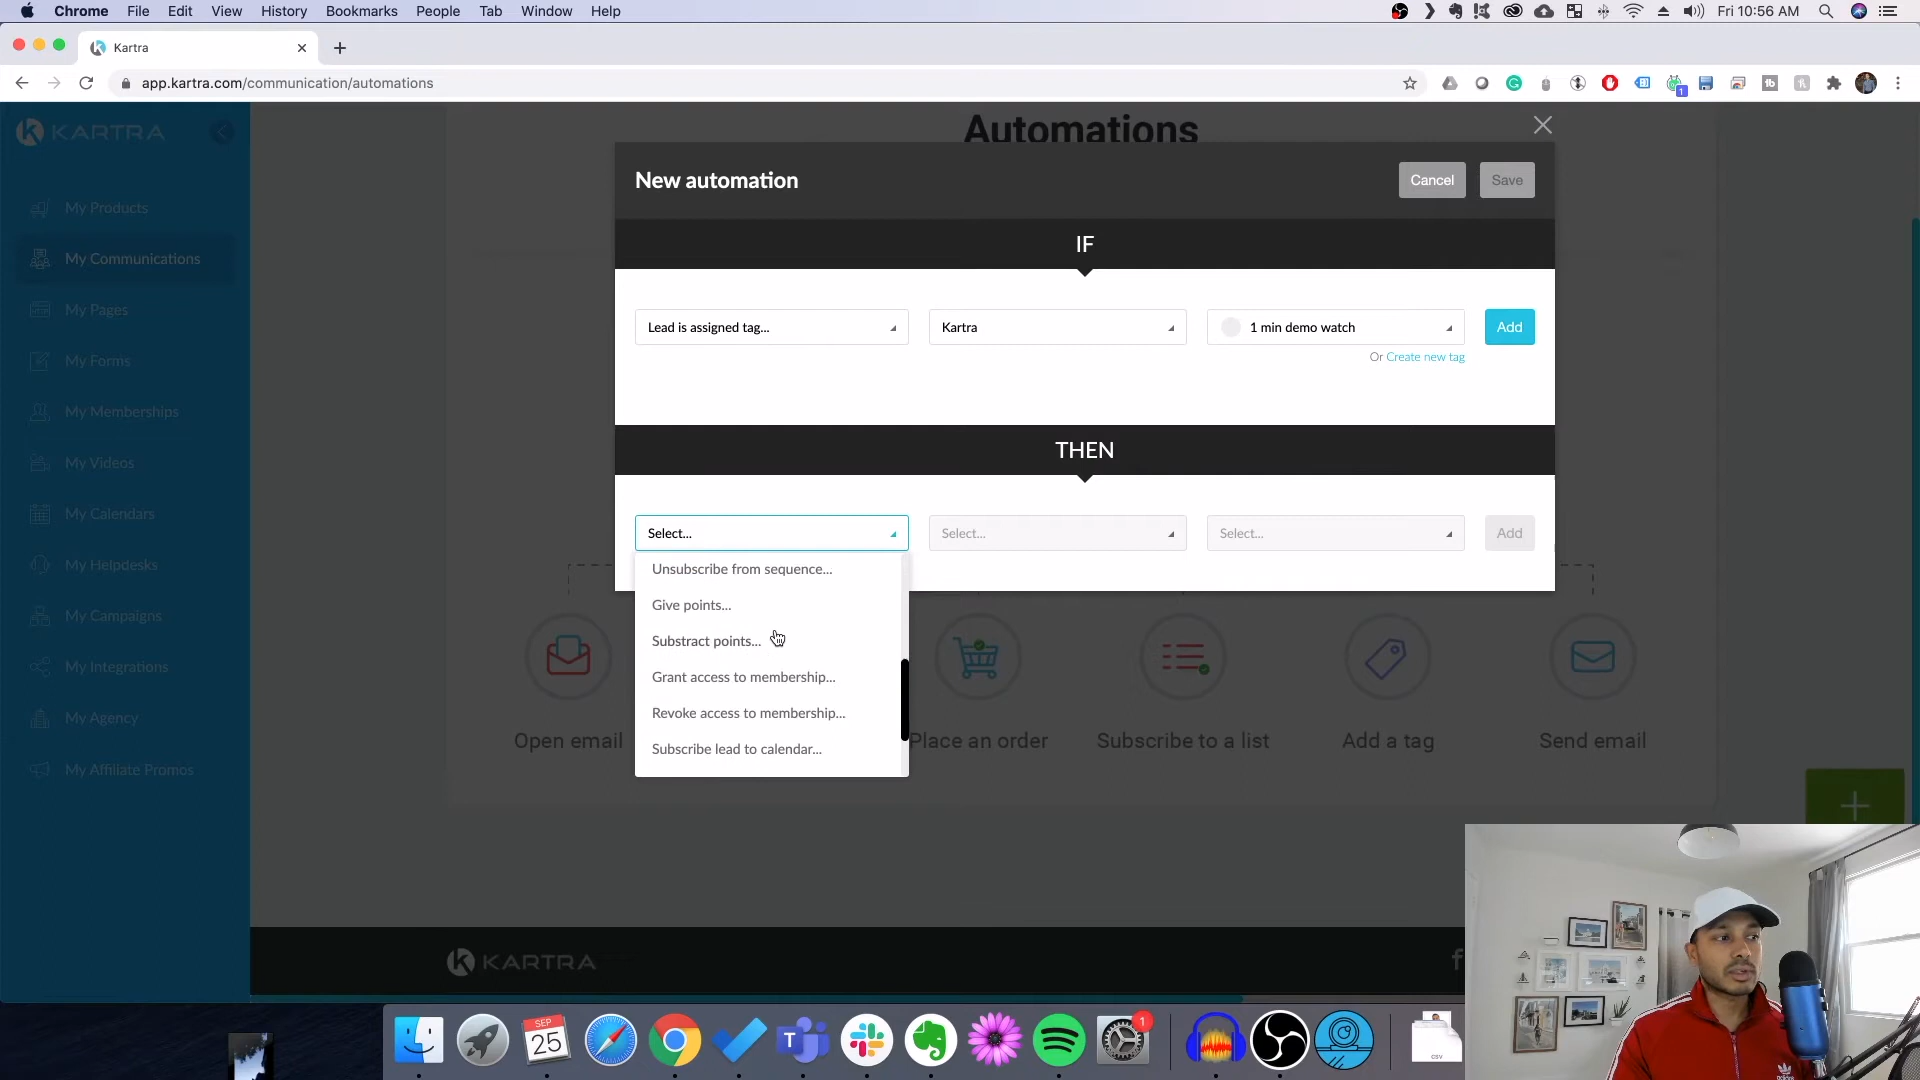 Chrome File Edit View History Bookmarks People Tab Window Help
Fri 10:56 AM
Kartra
app.kartra.com/communication/automations
1
KARTRA
My Products
My Communications
My Pages
My Forms
My Memberships
My Videos
My Calendars
My Helpdesks
My Campaigns
My Integrations
My Agency
My Affiliate Promos
Automations
New automation
Cancel
Save
IF
Lead is assigned tag...
Kartra
1 min demo watch
Add
Or Create new tag
THEN
Select...
Select...
Select...
Add
Unsubscribe from sequence...
Give points...
Substract points...
Grant access to membership...
Revoke access to membership...
Subscribe lead to calendar...
Open email
Place an order
Subscribe to a list
Add a tag
Send email
KARTRA
SEP
25
1
CSV
adidas